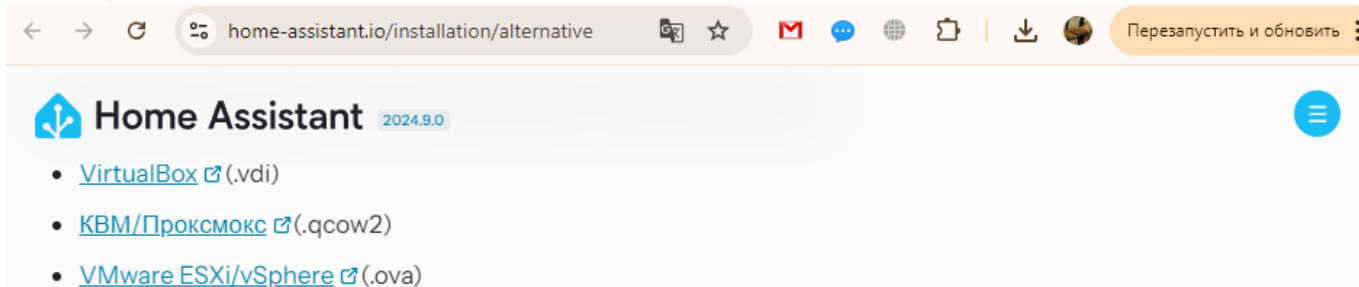 home-assistant.io/installation/alternative Перезапустить и обновить
Home Assistant 2024.9.0
VirtualBox (.vdi)
КВМ/Проксмокс (.qcow2)
VMware ESXi/vSphere (.ova)